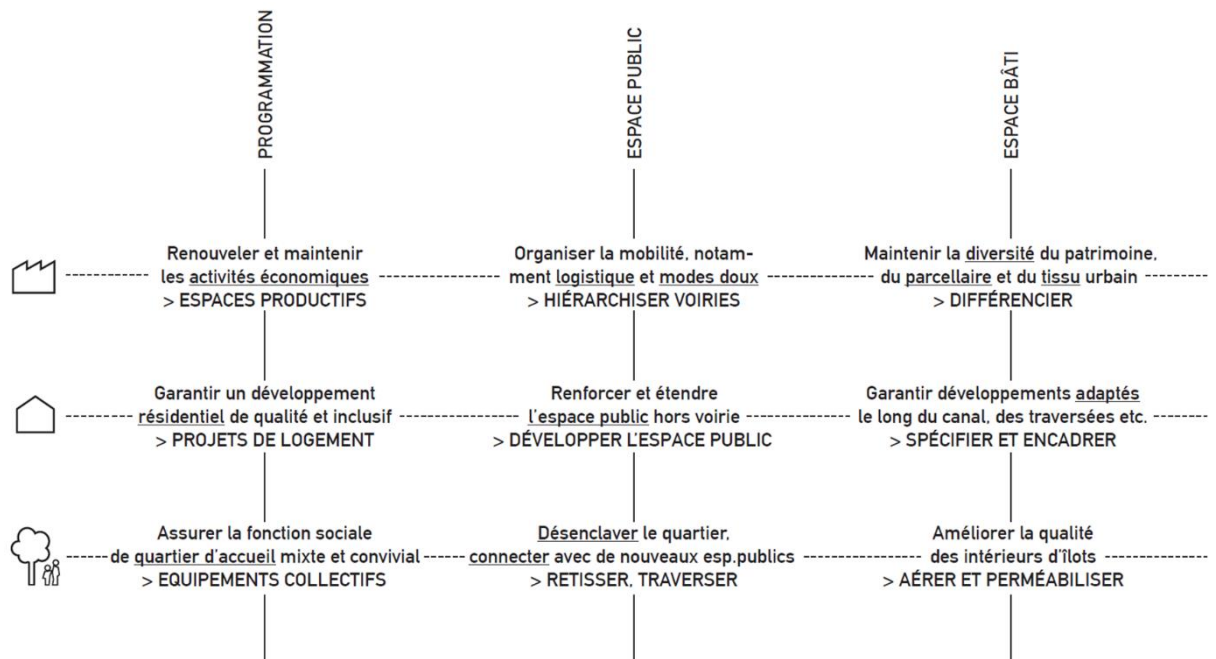 PROGRAMMATION
ESPACE PUBLIC
ESPACE BÂTI
Renouveler et maintenir
les activités économiques
> ESPACES PRODUCTIFS
Organiser la mobilité, notam-
ment logistique et modes doux
> HIÉRARCHISER VOIRIES
Maintenir la diversité du patrimoine,
du parcellaire et du tissu urbain
> DIFFÉRENCIER
Garantir un développement
résidentiel de qualité et inclusif
> PROJETS DE LOGEMENT
Renforcer et étendre
l'espace public hors voirie
> DÉVELOPPER L'ESPACE PUBLIC
Garantir développements adaptés
le long du canal, des traversées etc.
> SPÉCIFIER ET ENCADRER
Assurer la fonction sociale
de quartier d'accueil mixte et convivial
> EQUIPEMENTS COLLECTIFS
Désenclaver le quartier,
connecter avec de nouveaux esp.publics
> RETISSER, TRAVERSER
Améliorer la qualité
des intérieurs d'îlots
> AÉRER ET PERMÉABILISER